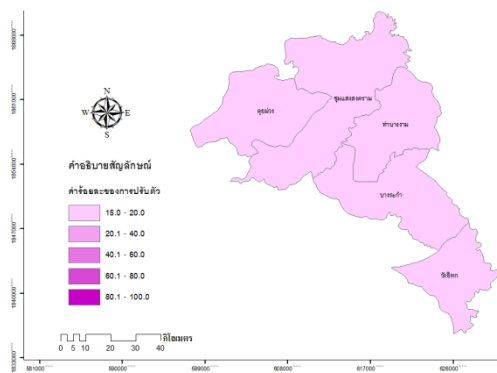 N
W E
S
คุยม่วง
ชุมแสงสงคราม
ท่านางงาม
บางระกำ
วังอิทก
คำอธิบายสัญลักษณ์
ค่าร้อยละของการปรับตัว
15.0 - 20.0
20.1 - 40.0
40.1 - 60.0
60.1 - 80.0
80.1 - 100.0
กิโลเมตร
0 5 10 20 30 40